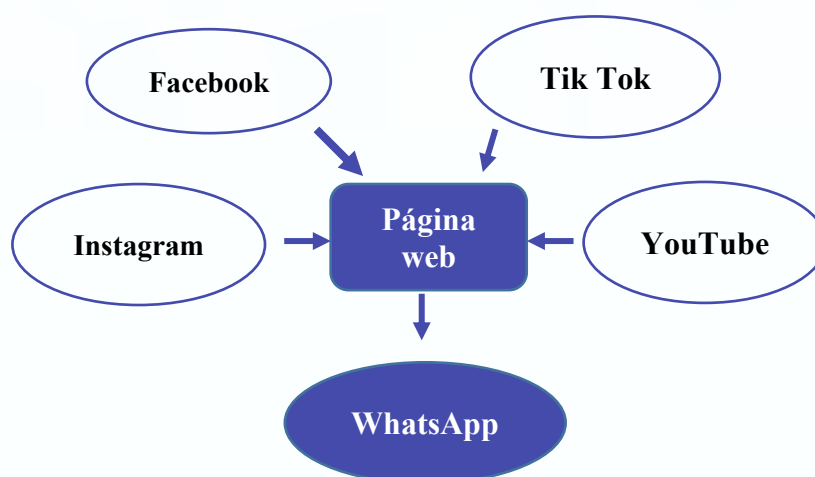 Facebook
Tik Tok
Instagram
Página
web
YouTube
WhatsApp